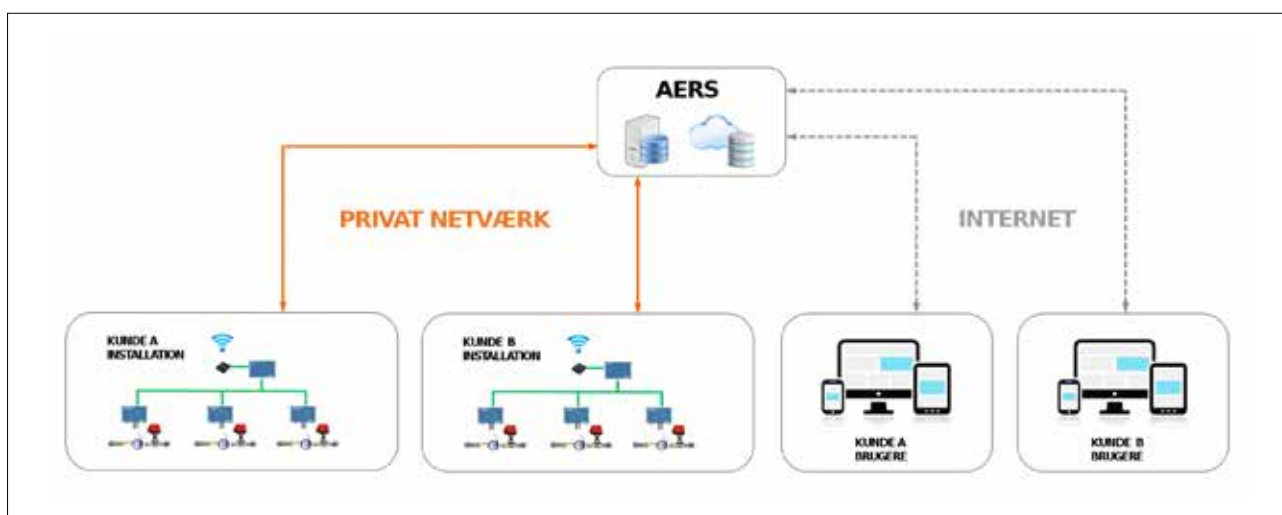 AERS
PRIVAT NETVÆRK
INTERNET
KUNDE A
INSTALLATION
KUNDE B
INSTALLATION
KUNDE A
BRUGERE
KUNDE B
BRUGERE